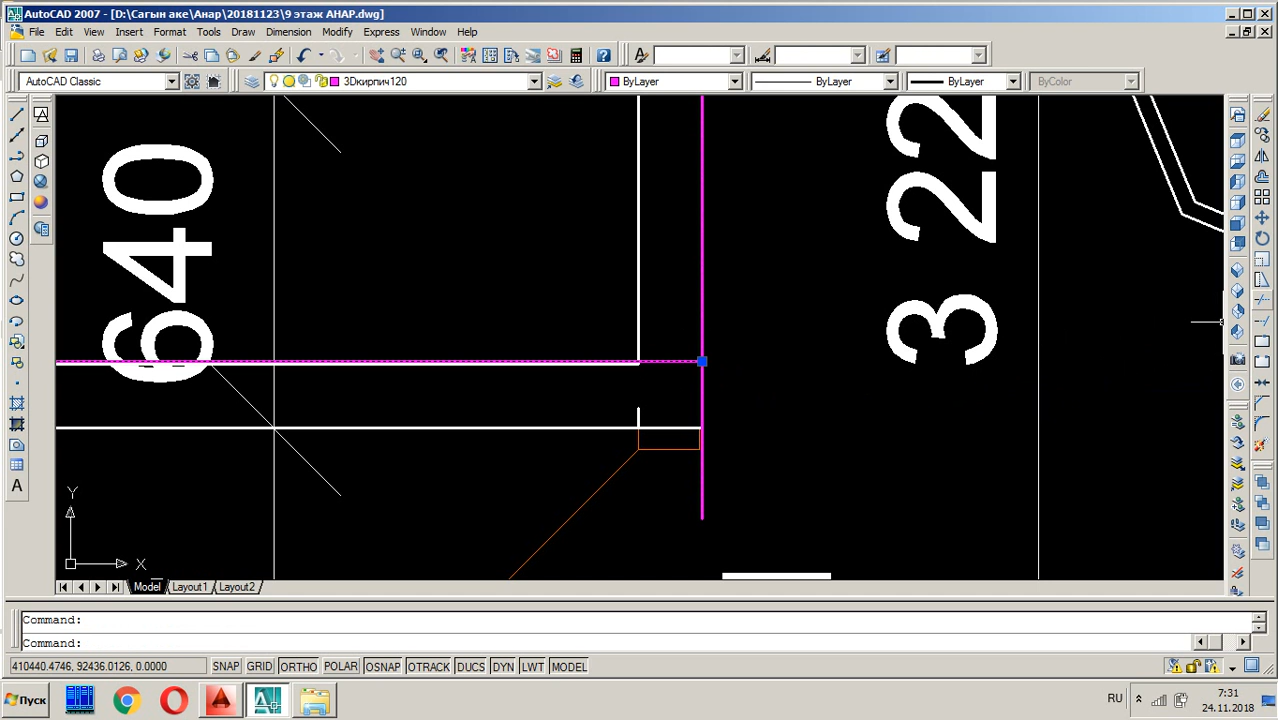 AutoCAD 2007 - [D:\Сагын аке\Анар\20181123\9 этаж АНАР.dwg]
File Edit View Insert Format Tools Draw Dimension Modify Express Window Help
AutoCAD Classic 3Dкирпич120 ByLayer ByLayer ByLayer ByColor
640
3 22
Y
X
Model Layout1 Layout2
Command:
Command:
410440.4746, 92436.0126, 0.0000 SNAP GRID ORTHO POLAR OSNAP OTRACK DUCS DYN LWT MODEL
Пуск RU 7:31
24.11.2018